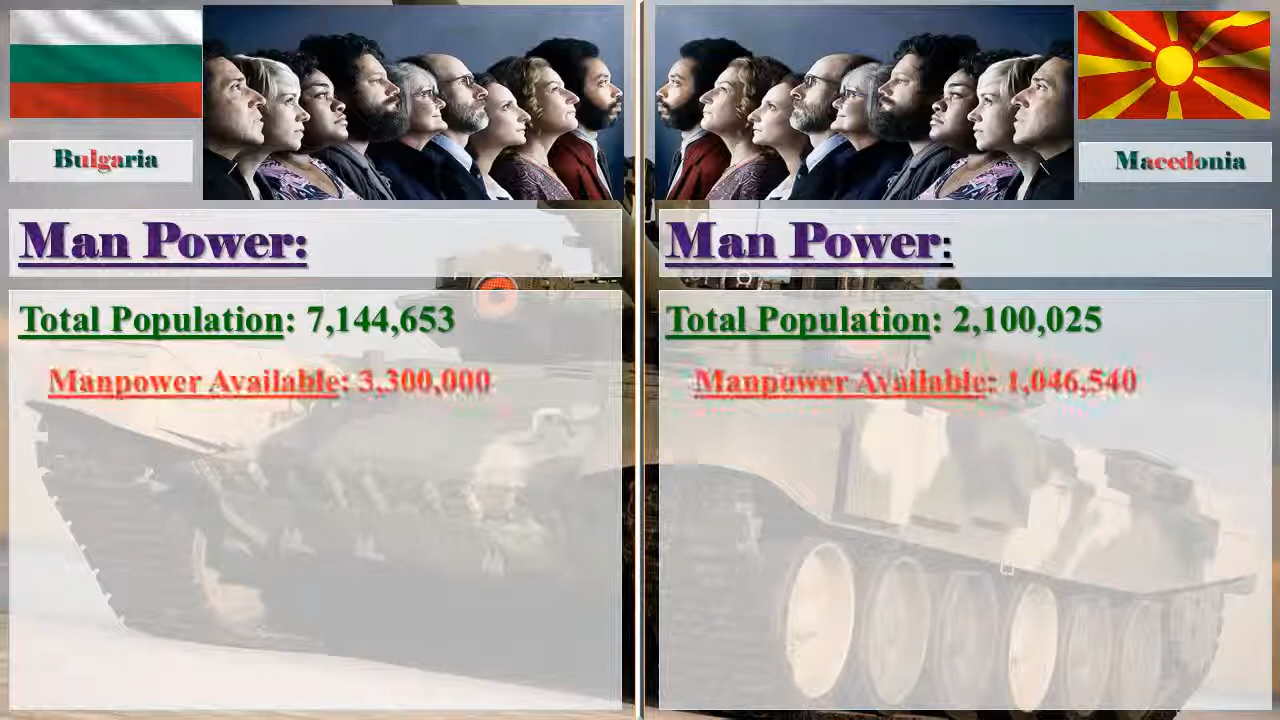 Bulgaria
Macedonia
Man Power:
Total Population: 7,144,653
Manpower Available: 3,300,000
Man Power:
Total Population: 2,100,025
Manpower Available: 1,046,540